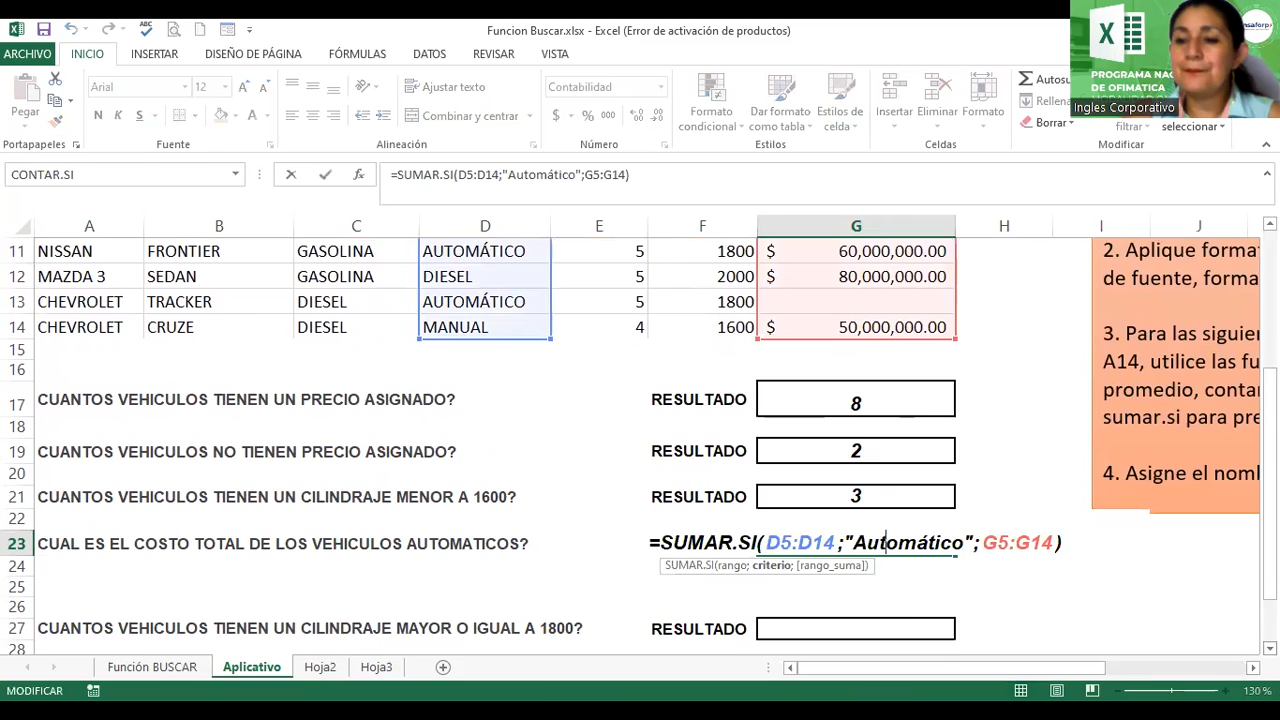 Funcion Buscar.xlsx - Excel (Error de activación de productos)
ARCHIVO INICIO INSERTAR DISEÑO DE PÁGINA FÓRMULAS DATOS REVISAR VISTA
PROGRAMA NAC
DE OFIMATICA
Ingles Corporativo
Pegar
Arial 12
N K S
Ajustar texto
Combinar y centrar
Contabilidad
$ % 000
Formato condicional
Dar formato como tabla
Estilos de celda
Insertar Eliminar Formato
Autosu
Rellena
Borrar
filtrar seleccionar
Portapapeles Fuente Alineación Número Estilos Celdas Modificar
CONTAR.SI fx =SUMAR.SI(D5:D14;"Automático";G5:G14)
A B C D E F G H I J
11 NISSAN FRONTIER GASOLINA AUTOMÁTICO 5 1800 $ 60,000,000.00
12 MAZDA 3 SEDAN GASOLINA DIESEL 5 2000 $ 80,000,000.00
13 CHEVROLET TRACKER DIESEL AUTOMÁTICO 5 1800
14 CHEVROLET CRUZE DIESEL MANUAL 4 1600 $ 50,000,000.00
15
16
17 CUANTOS VEHICULOS TIENEN UN PRECIO ASIGNADO? RESULTADO 8
18
19 CUANTOS VEHICULOS NO TIENEN PRECIO ASIGNADO? RESULTADO 2
20
21 CUANTOS VEHICULOS TIENEN UN CILINDRAJE MENOR A 1600? RESULTADO 3
22
23 CUAL ES EL COSTO TOTAL DE LOS VEHICULOS AUTOMATICOS? =SUMAR.SI(D5:D14;"Automático";G5:G14)
24 SUMAR.SI(rango; criterio; [rango_suma])
25
26
27 CUANTOS VEHICULOS TIENEN UN CILINDRAJE MAYOR O IGUAL A 1800? RESULTADO
28
2. Aplique forma
de fuente, forma
3. Para las siguien
A14, utilice las fu
promedio, conta
sumar.si para pre
4. Asigne el noml
Función BUSCAR Aplicativo Hoja2 Hoja3
MODIFICAR 130 %